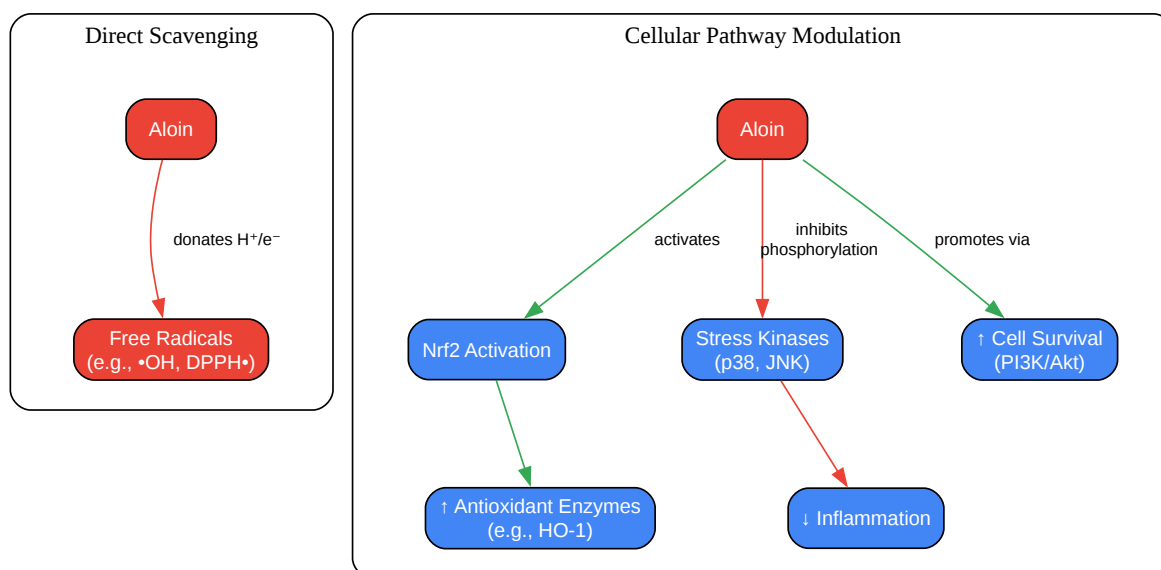 Direct Scavenging
Aloin
donates H⁺/e⁻
Free Radicals
(e.g., •OH, DPPH•)
Cellular Pathway Modulation
Aloin
activates
inhibits
phosphorylation
promotes via
Nrf2 Activation
Stress Kinases
(p38, JNK)
↑ Cell Survival
(PI3K/Akt)
↑ Antioxidant Enzymes
(e.g., HO-1)
↓ Inflammation